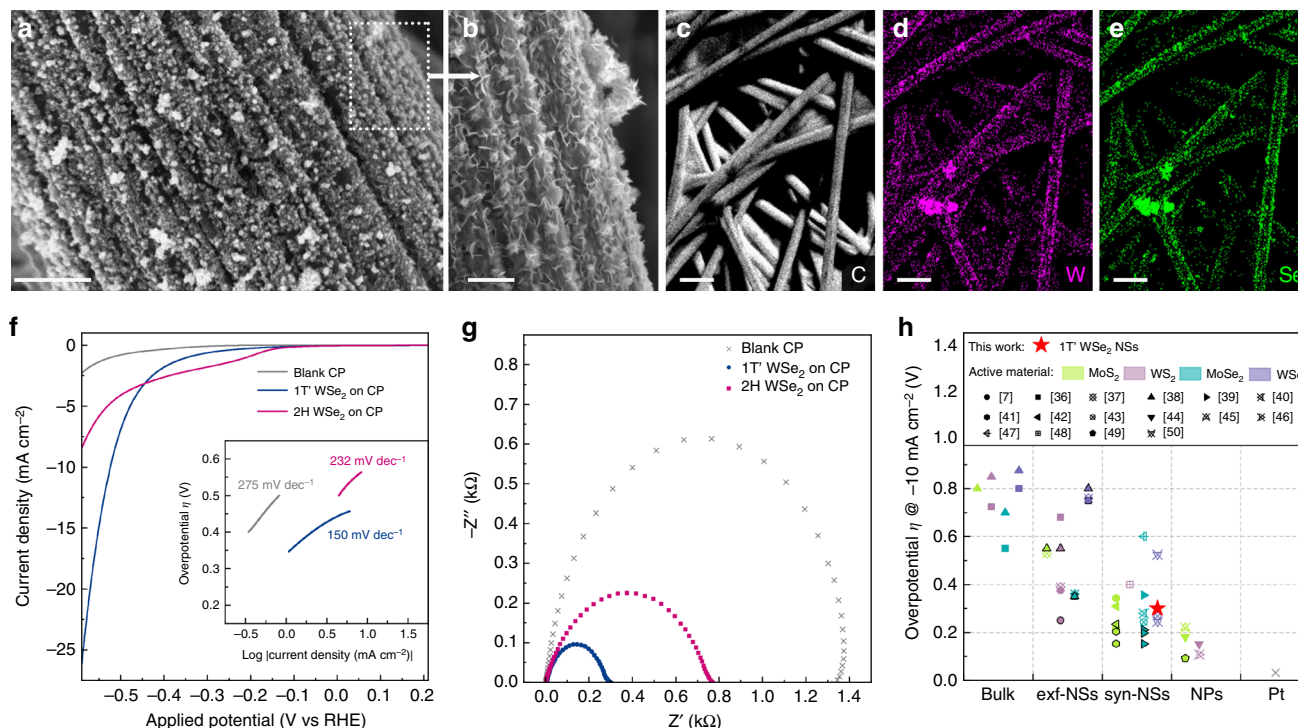 a
b
c
d
e
C
W
Se
f
0
−5
−10
−15
−20
−25
Current density (mA cm−2)
−0.5 −0.4 −0.3 −0.2 −0.1 0.0 0.1 0.2
Applied potential (V vs RHE)
Blank CP
1T′ WSe2 on CP
2H WSe2 on CP
0.6
0.5
0.4
0.3
0.2
Overpotential η (V)
232 mV dec−1
275 mV dec−1
150 mV dec−1
−0.5 0.0 0.5 1.0 1.5
Log |current density (mA cm−2)|
g
Blank CP
1T′ WSe2 on CP
2H WSe2 on CP
−0.8
−0.7
−0.6
0.5
0.4
0.3
0.2
0.1
0.0
−Z′′ (kΩ)
0.0 0.2 0.4 0.6 0.8 1.0 1.2 1.4
Z′ (kΩ)
h
1.4
1.2
1.0
0.8
0.6
0.4
0.2
0.0
Overpotential η @ −10 mA cm−2 (V)
This work: 1T′ WSe2 NSs
Active material: MoS2 WS2 MoSe2
[7] [36] [37] [38] [39] [40]
[41] [42] [43] [44] [45] [46]
[47] [48] [49] [50]
Bulk exf-NSs syn-NSs NPs Pt